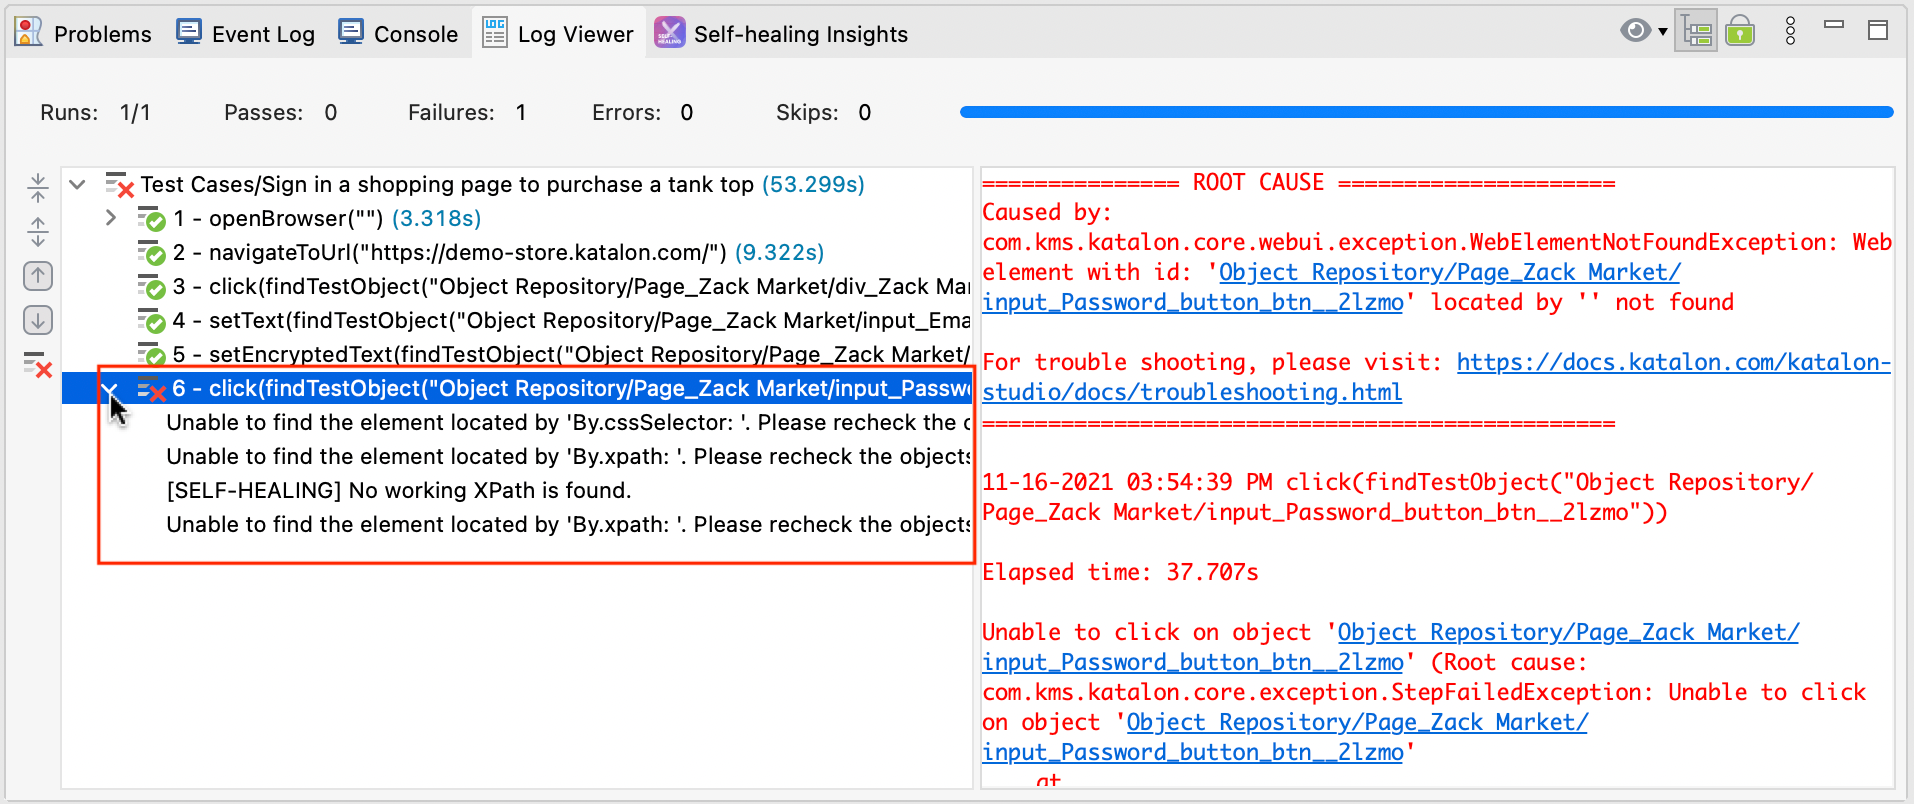 Problems Event Log Console Log Viewer Self-healing Insights
Runs: 1/1 Passes: 0 Failures: 1 Errors: 0 Skips: 0
Test Cases/Sign in a shopping page to purchase a tank top (53.299s)
1 - openBrowser("") (3.318s)
2 - navigateToUrl("https://demo-store.katalon.com/") (9.322s)
3 - click(findTestObject("Object Repository/Page_Zack Market/div_Zack Mar
4 - setText(findTestObject("Object Repository/Page_Zack Market/input_Ema
5 - setEncryptedText(findTestObject("Object Repository/Page_Zack Market/
6 - click(findTestObject("Object Repository/Page_Zack Market/input_Passwo
Unable to find the element located by 'By.cssSelector: '. Please recheck the o
Unable to find the element located by 'By.xpath: '. Please recheck the objects
[SELF-HEALING] No working XPath is found.
Unable to find the element located by 'By.xpath: '. Please recheck the objects
=============== ROOT CAUSE =====================
Caused by:
com.kms.katalon.core.webui.exception.WebElementNotFoundException: Web
element with id: 'Object Repository/Page_Zack Market/
input_Password_button_btn__2lzmo' located by '' not found
For trouble shooting, please visit: https://docs.katalon.com/katalon-
studio/docs/troubleshooting.html
================================================
11-16-2021 03:54:39 PM click(findTestObject("Object Repository/
Page_Zack Market/input_Password_button_btn__2lzmo"))
Elapsed time: 37.707s
Unable to click on object 'Object Repository/Page_Zack Market/
input_Password_button_btn__2lzmo' (Root cause:
com.kms.katalon.core.exception.StepFailedException: Unable to click
on object 'Object Repository/Page_Zack Market/
input_Password_button_btn__2lzmo'
at